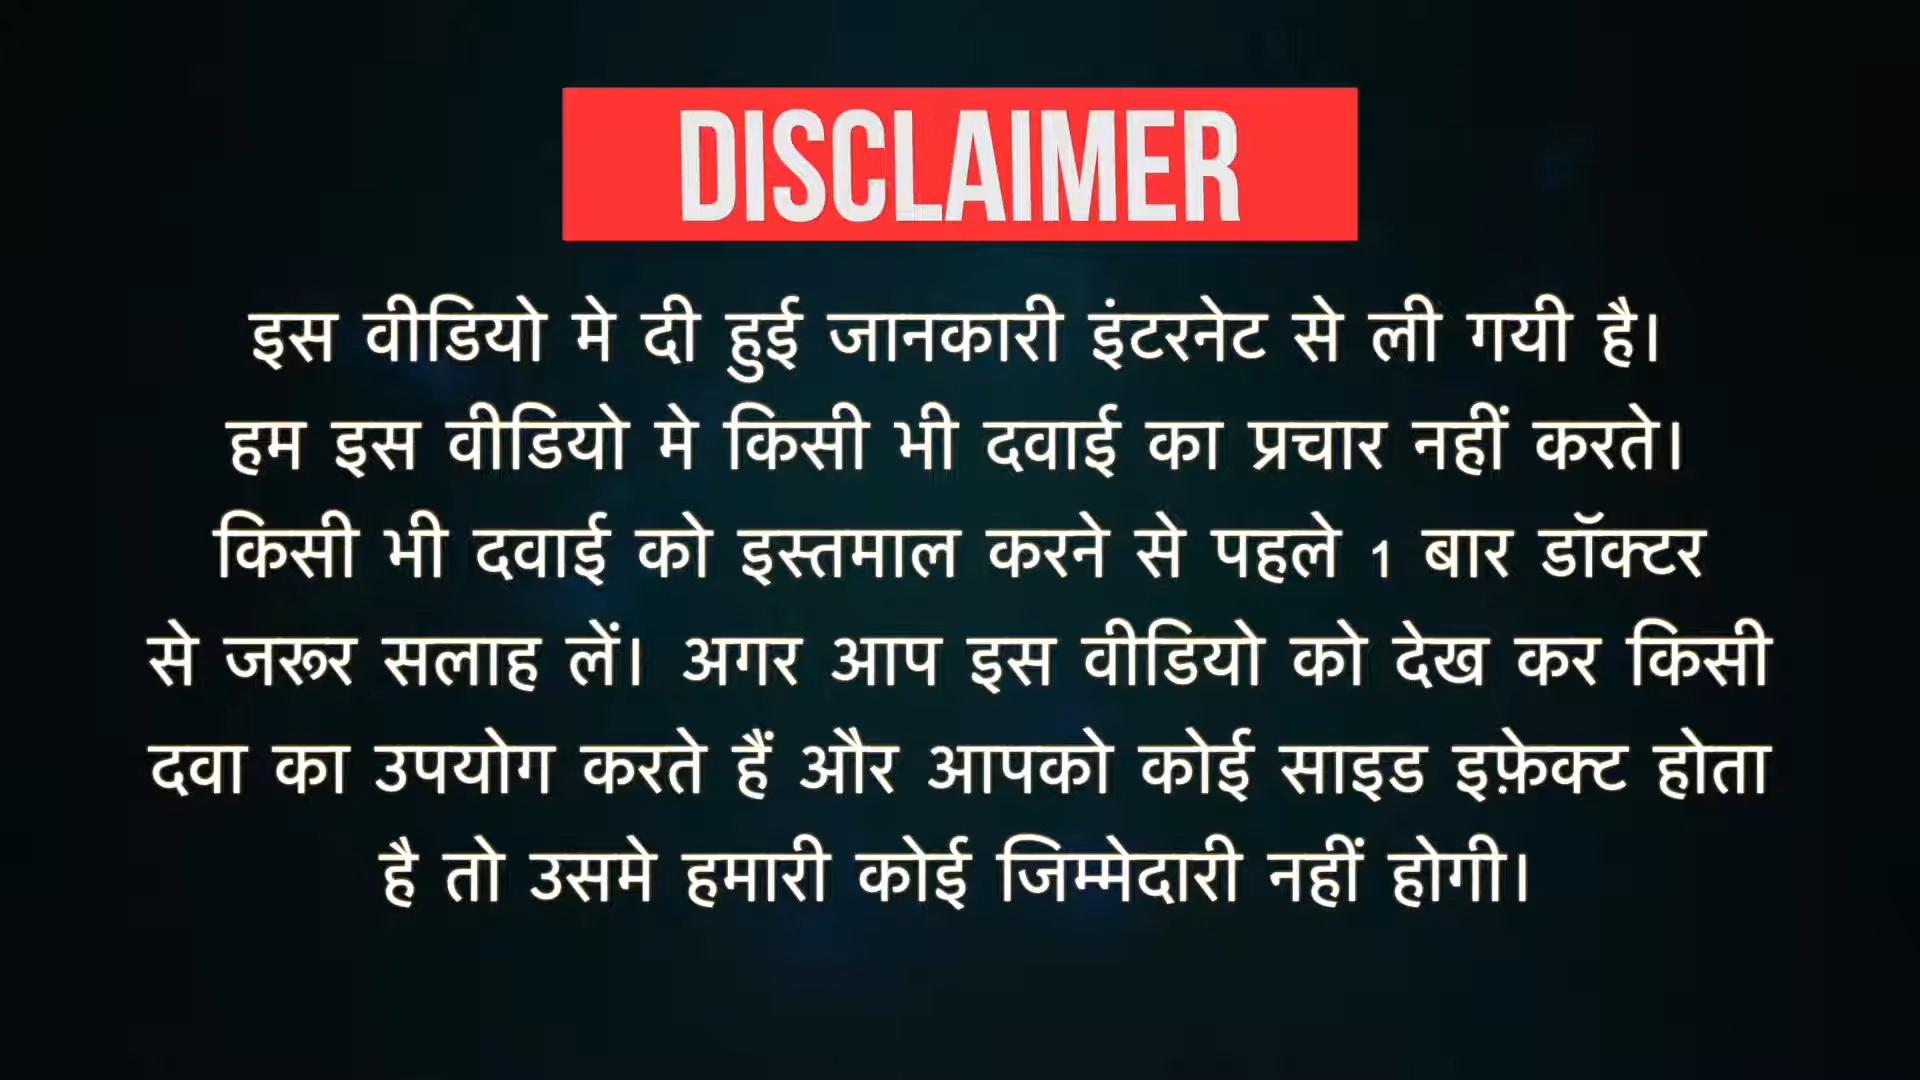 DISCLAIMER
इस वीडियो मे दी हुई जानकारी इंटरनेट से ली गयी है।
हम इस वीडियो मे किसी भी दवाई का प्रचार नहीं करते।
किसी भी दवाई को इस्तमाल करने से पहले 1 बार डॉक्टर
से जरूर सलाह लें। अगर आप इस वीडियो को देख कर किसी
दवा का उपयोग करते हैं और आपको कोई साइड इफ़ेक्ट होता
है तो उसमे हमारी कोई जिम्मेदारी नहीं होगी।